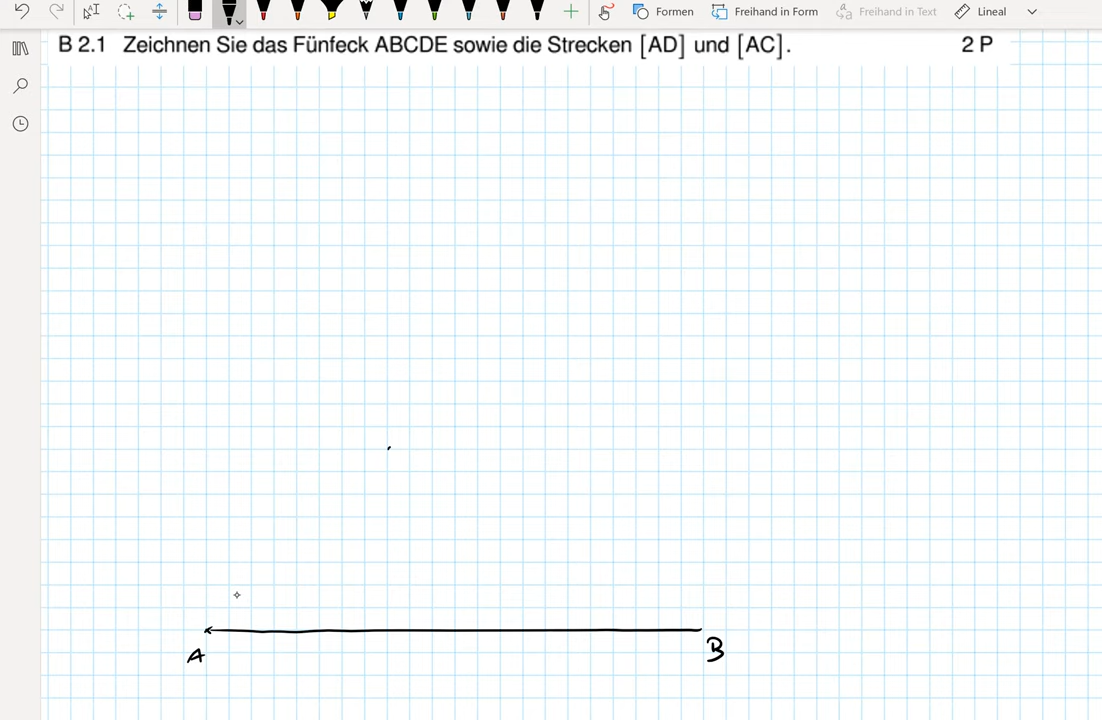 Formen Freihand in Form Freihand in Text Lineal
B 2.1 Zeichnen Sie das Fünfeck ABCDE sowie die Strecken [AD] und [AC]. 2 P
A B